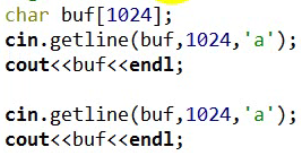 char buf[1024];
cin.getline(buf,1024,'a');
cout<<buf<<endl;
cin.getline(buf,1024,'a');
cout<<buf<<endl;